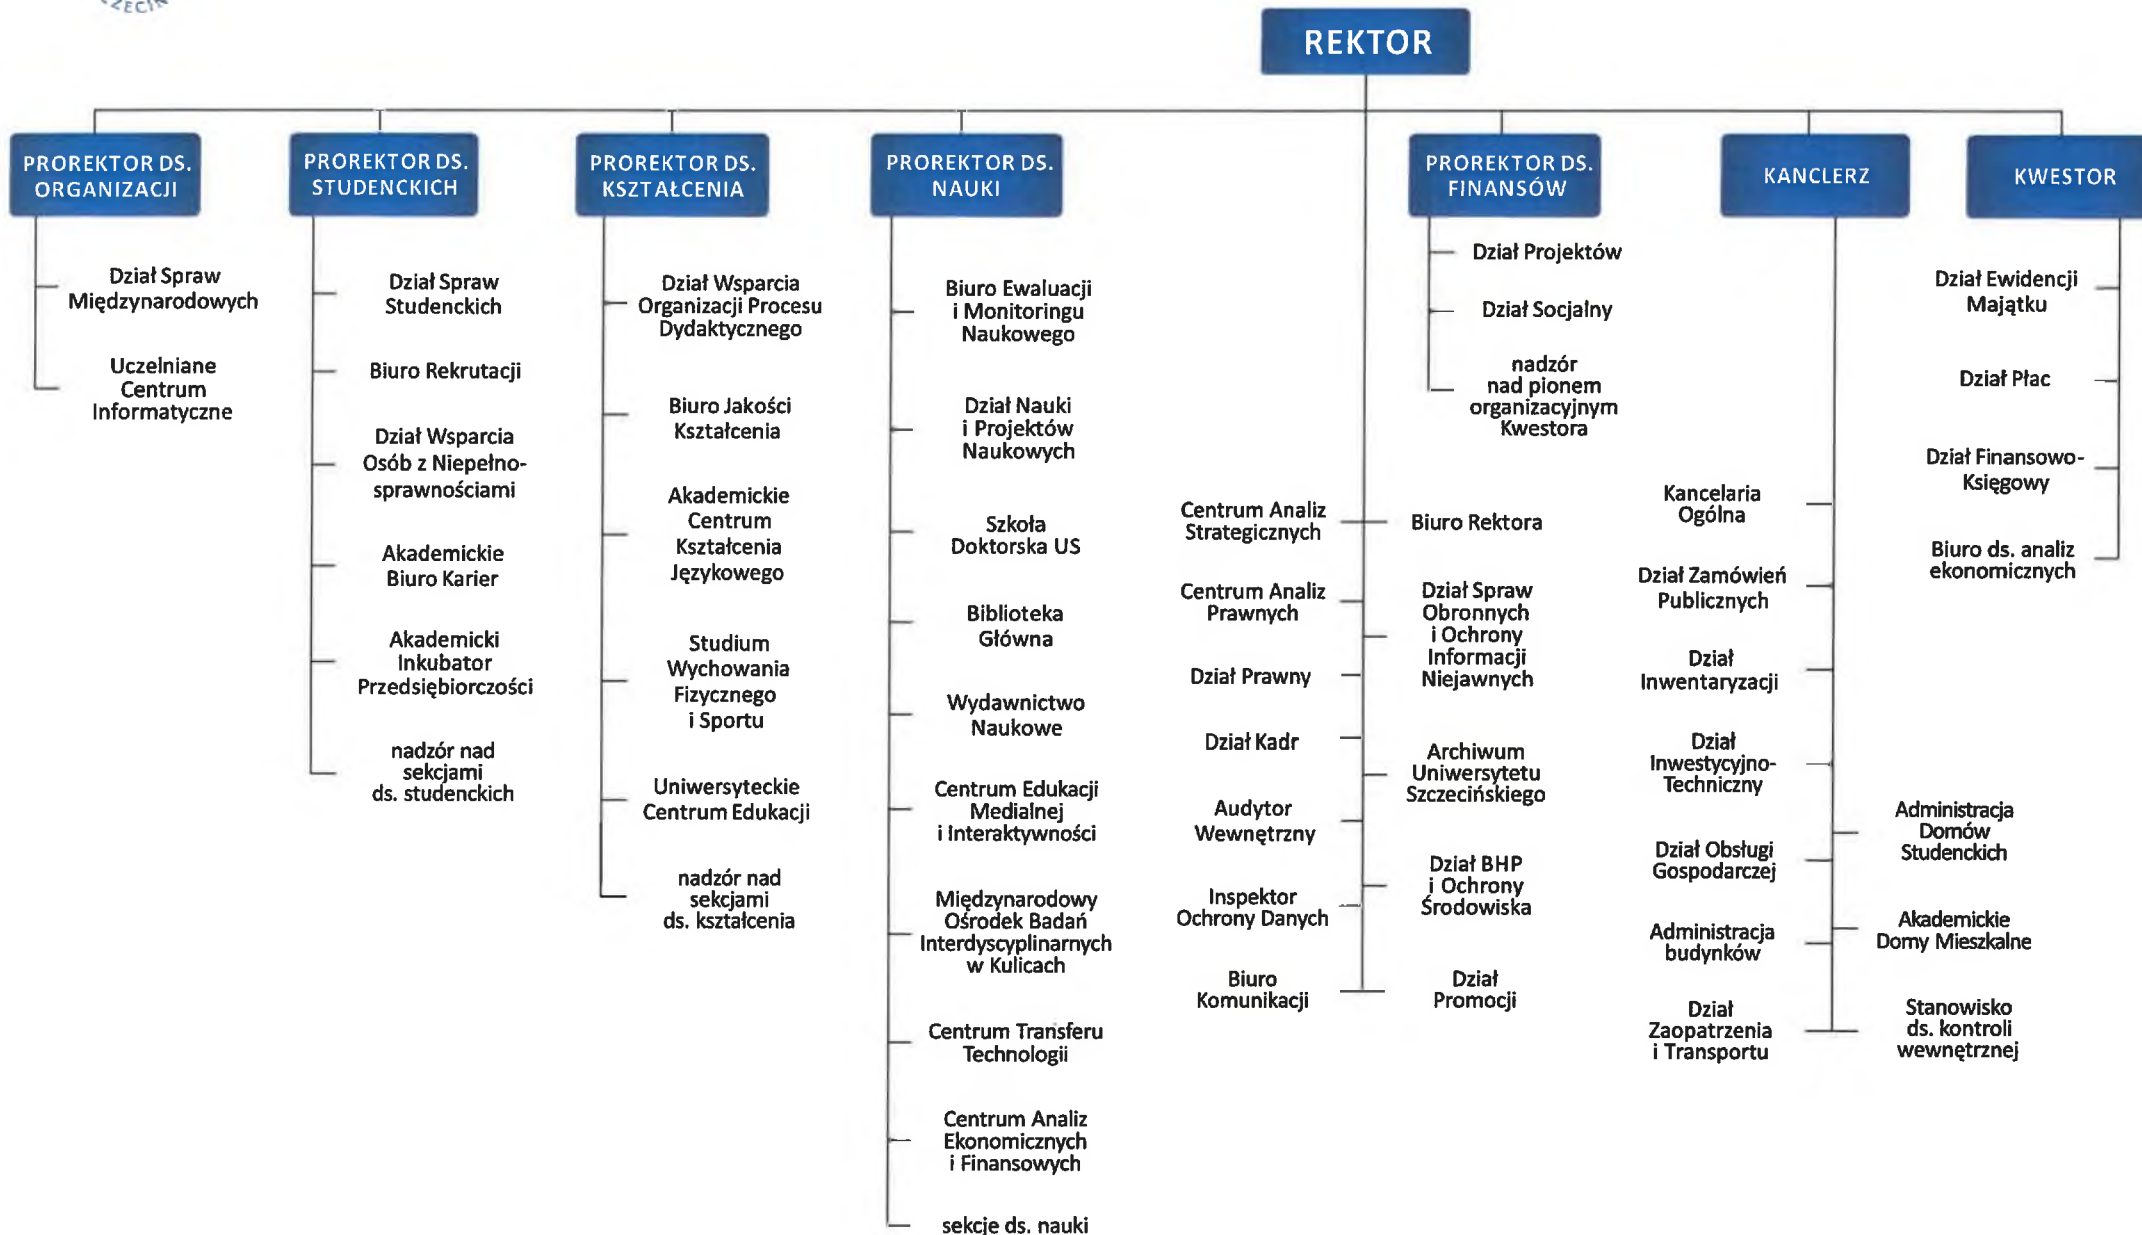 REKTOR
PROREKTOR DS.
ORGANIZACJI
Dział Spraw
Międzynarodowych
Uczelniane
Centrum
Informatyczne
PROREKTOR DS.
STUDENCKICH
Dział Spraw
Studenckich
Biuro Rekrutacji
Dział Wsparcia
Osób z Niepełno-
sprawnościami
Akademickie
Biuro Karier
Akademicki
Inkubator
Przedsiębiorczości
nadzór nad
sekcjami
ds. studenckich
PROREKTOR DS.
KSZTAŁCENIA
Dział Wsparcia
Organizacji Procesu
Dydaktycznego
Biuro Jakości
Kształcenia
Akademickie
Centrum
Kształcenia
Językowego
Studium
Wychowania
Fizycznego
i Sportu
Uniwersyteckie
Centrum Edukacji
nadzór nad
sekcjami
ds. kształcenia
PROREKTOR DS.
NAUKI
Biuro Ewaluacji
i Monitoringu
Naukowego
Dział Nauki
i Projektów
Naukowych
Szkoła
Doktorska US
Biblioteka
Główna
Wydawnictwo
Naukowe
Centrum Edukacji
Medialnej
i Interaktywności
Międzynarodowy
Ośrodek Badań
Interdyscyplinarnych
w Kulicach
Centrum Transferu
Technologii
Centrum Analiz
Ekonomicznych
i Finansowych
sekcje ds. nauki
Centrum Analiz
Strategicznych
Centrum Analiz
Prawnych
Dział Prawny
Dział Kadr
Audytor
Wewnętrzny
Inspektor
Ochrony Danych
Biuro
Komunikacji
Biuro Rektora
Dział Spraw
Obronnych
i Ochrony
Informacji
Niejawnych
Archiwum
Uniwersytetu
Szczecińskiego
Dział BHP
i Ochrony
Środowiska
Dział
Promocji
PROREKTOR DS.
FINANSÓW
Dział Projektów
Dział Socjalny
nadzór
nad pionem
organizacyjnym
Kwestora
KANCLERZ
Kancelaria
Ogólna
Dział Zamówień
Publicznych
Dział
Inwentaryzacji
Dział
Inwestycyjno-
Techniczny
Dział Obsługi
Gospodarczej
Administracja
budynków
Dział
Zaopatrzenia
i Transportu
Administracja
Domów
Studenckich
Akademickie
Domy Mieszkalne
Stanowisko
ds. kontroli
wewnętrznej
KWESTOR
Dział Ewidencji
Majątku
Dział Płac
Dział Finansowo-
Księgowy
Biuro ds. analiz
ekonomicznych